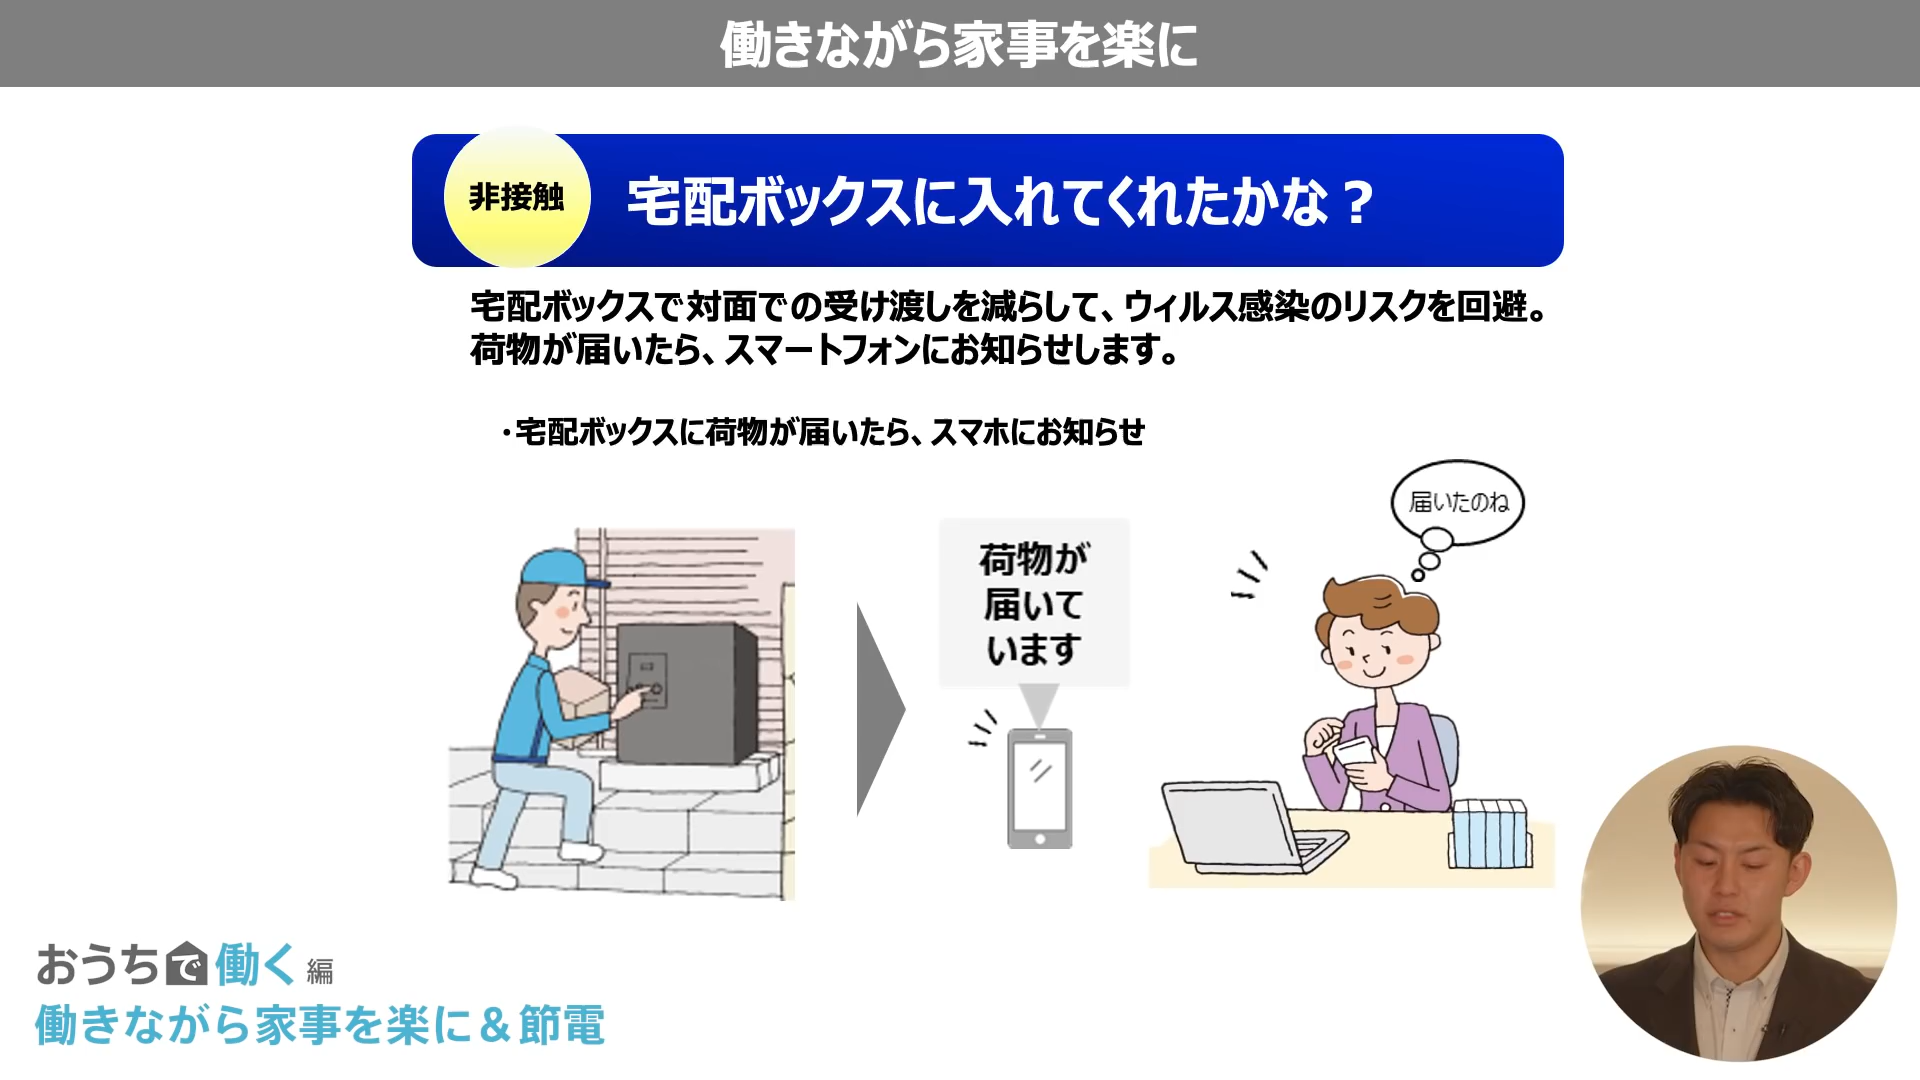 働きながら家事を楽に
非接触
宅配ボックスに入れてくれたかな？
宅配ボックスで対面での受け渡しを減らして、ウィルス感染のリスクを回避。
荷物が届いたら、スマートフォンにお知らせします。
・宅配ボックスに荷物が届いたら、スマホにお知らせ
届いたのね
荷物が
届いて
います
おうちで働く編
働きながら家事を楽に＆節電